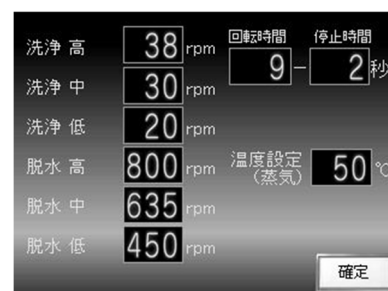 洗浄 高 38 rpm
洗浄 中 30 rpm
洗浄 低 20 rpm
脱水 高 800 rpm
脱水 中 635 rpm
脱水 低 450 rpm
回転時間 停止時間
9 - 2 秒
温度設定 50 ℃
(蒸気)
確定